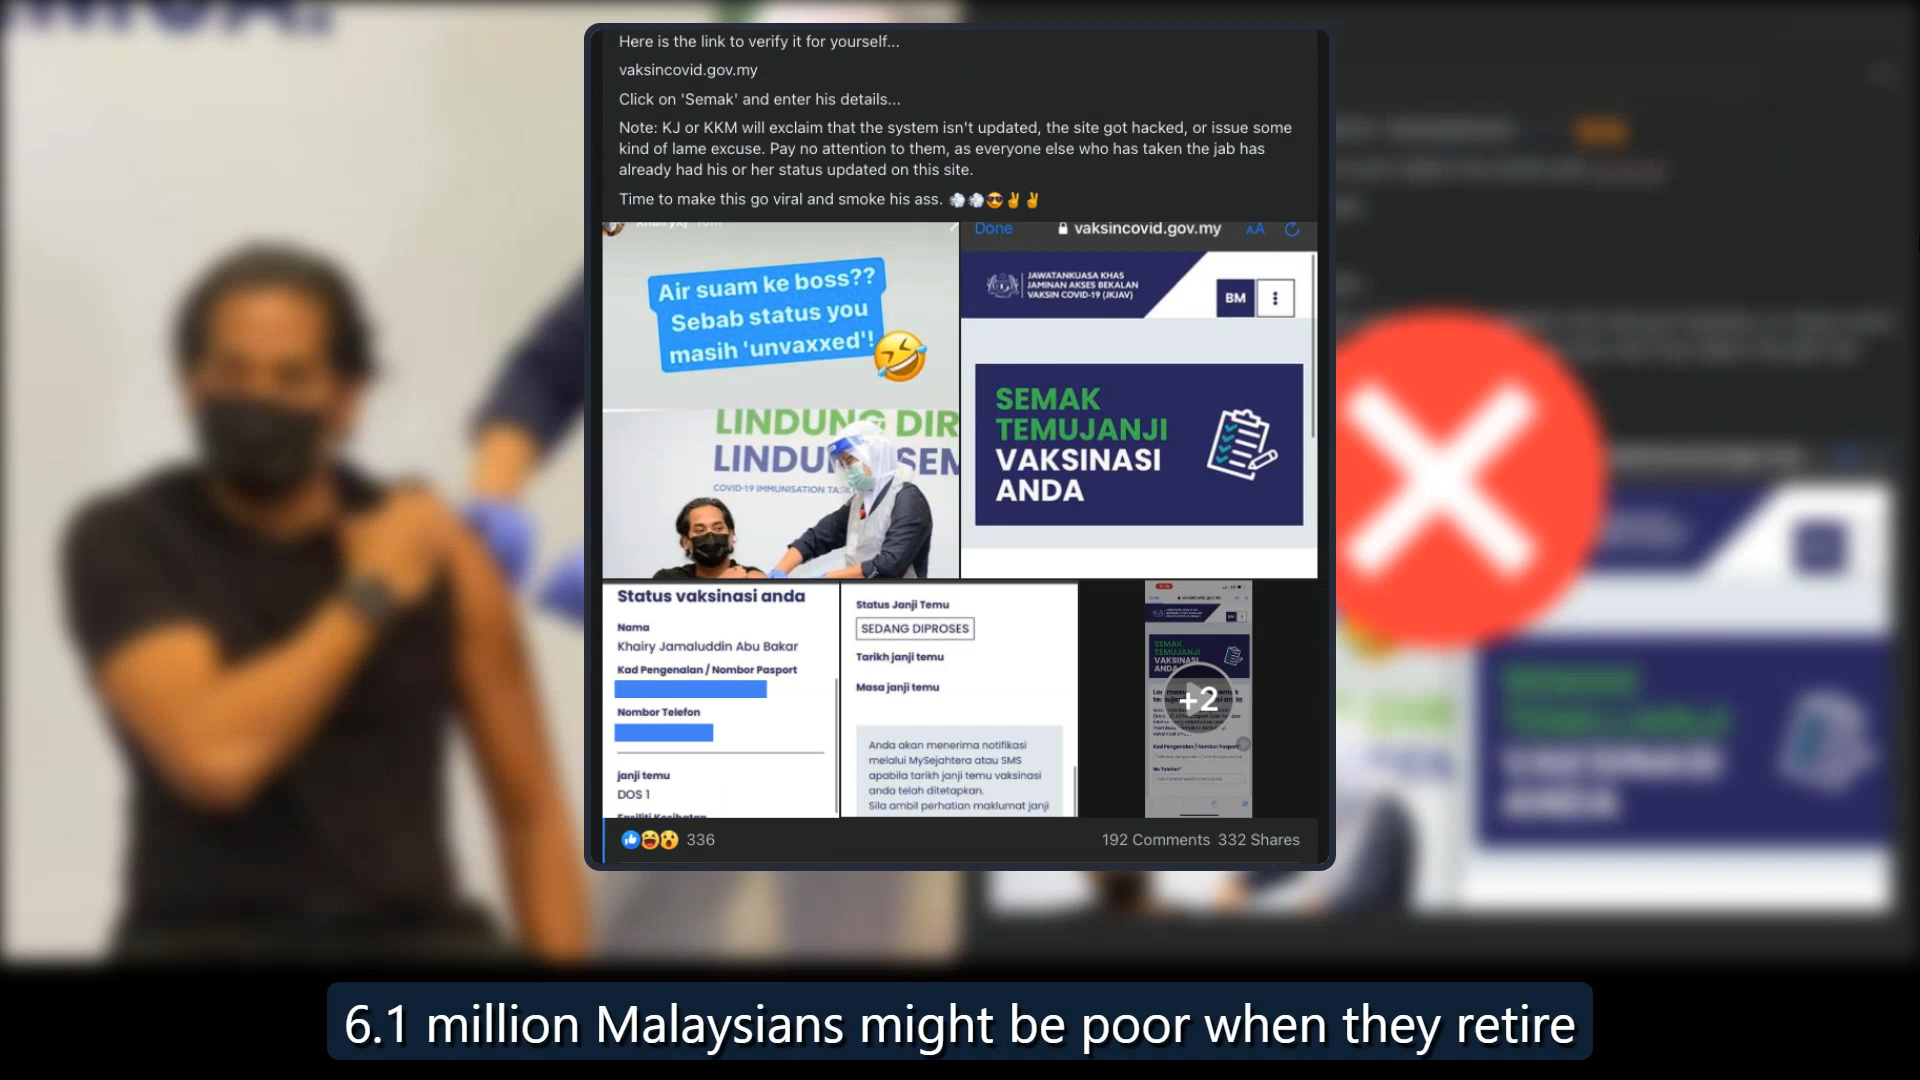 Here is the link to verify it for yourself...
vaksincovid.gov.my
Click on 'Semak' and enter his details...
Note: KJ or KKM will exclaim that the system isn't updated, the site got hacked, or issue some
kind of lame excuse. Pay no attention to them, as everyone else who has taken the jab has
already had his or her status updated on this site.
Time to make this go viral and smoke his ass. 💨💨😎✌️✌️
Air suam ke boss??
Sebab status you
masih 'unvaxxed'! 🤣
LINDUNG DIR
LINDU SEM
COVID-19 IMMUNISATION TA
Done
vaksincovid.gov.my
AA
JAWATANKUASA KHAS
JAMINAN AKSES BEKALAN
VAKSIN COVID-19 (JKJAV)
BM
SEMAK
TEMUJANJI
VAKSINASI
ANDA
Status vaksinasi anda
Nama
Khairy Jamaluddin Abu Bakar
Kad Pengenalan / Nombor Pasport
Nombor Telefon
janji temu
DOS 1
Status Janji Temu
SEDANG DIPROSES
Tarikh janji temu
Masa janji temu
Anda akan menerima notifikasi
melalui MySejahtera atau SMS
apabila tarikh janji temu vaksinasi
anda telah ditetapkan.
Sila ambil perhatian maklumat janji
SEMAK
TEMUJANJI
VAKSINASI
ANDA
+2
336
192 Comments 332 Shares
6.1 million Malaysians might be poor when they retire